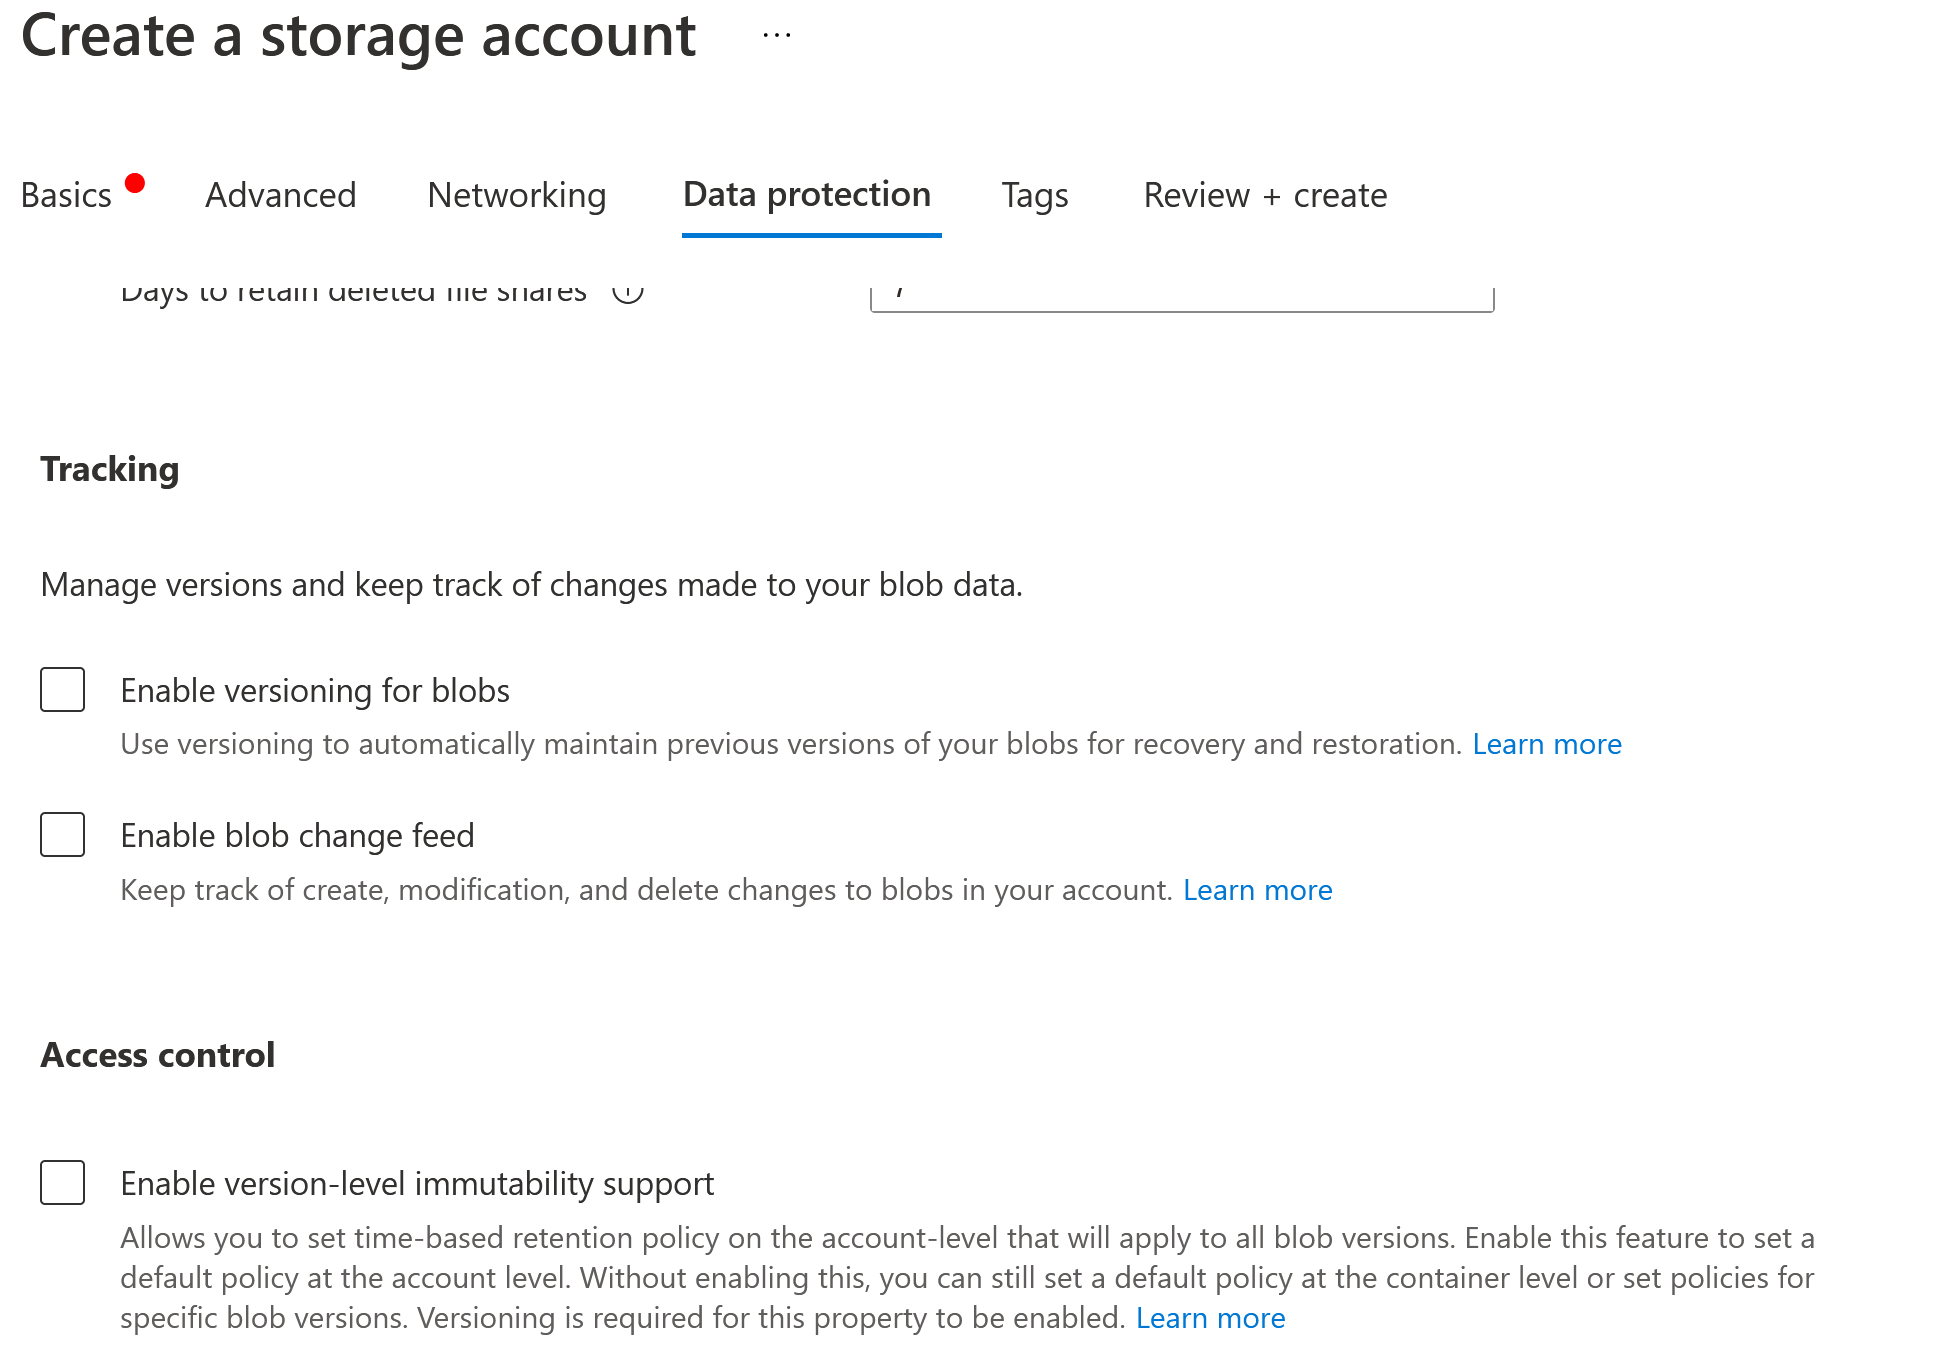 Create a storage account ...
Basics Advanced Networking Data protection Tags Review + create
Days to retain deleted file shares
Tracking
Manage versions and keep track of changes made to your blob data.
Enable versioning for blobs
Use versioning to automatically maintain previous versions of your blobs for recovery and restoration. Learn more
Enable blob change feed
Keep track of create, modification, and delete changes to blobs in your account. Learn more
Access control
Enable version-level immutability support
Allows you to set time-based retention policy on the account-level that will apply to all blob versions. Enable this feature to set a
default policy at the account level. Without enabling this, you can still set a default policy at the container level or set policies for
specific blob versions. Versioning is required for this property to be enabled. Learn more